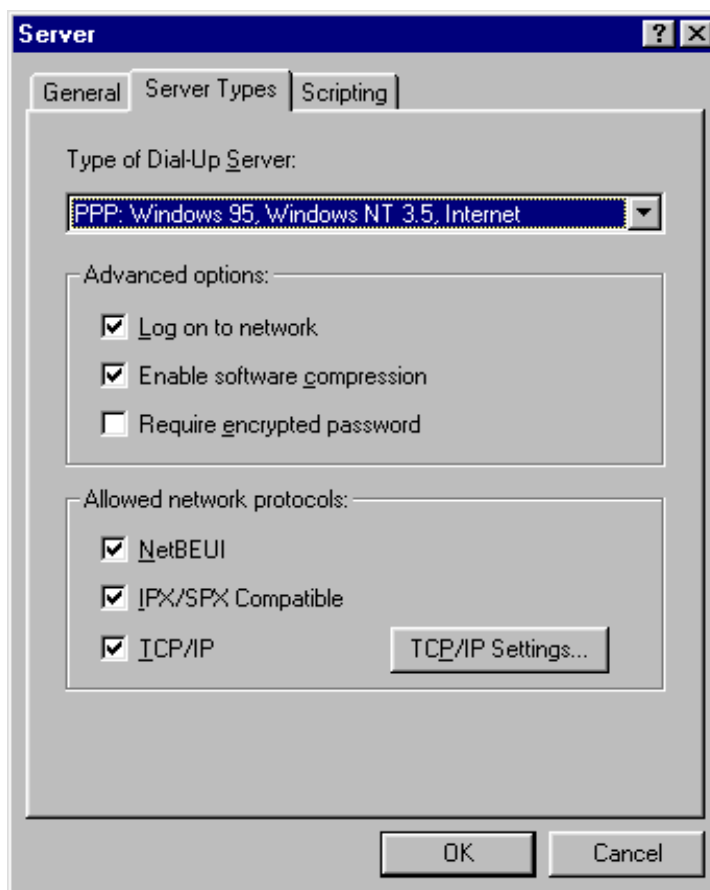 Server
General Server Types Scripting
Type of Dial-Up Server:
PPP: Windows 95, Windows NT 3.5, Internet
Advanced options:
Log on to network
Enable software compression
Require encrypted password
Allowed network protocols:
NetBEUI
IPX/SPX Compatible
TCP/IP TCP/IP Settings...
OK Cancel